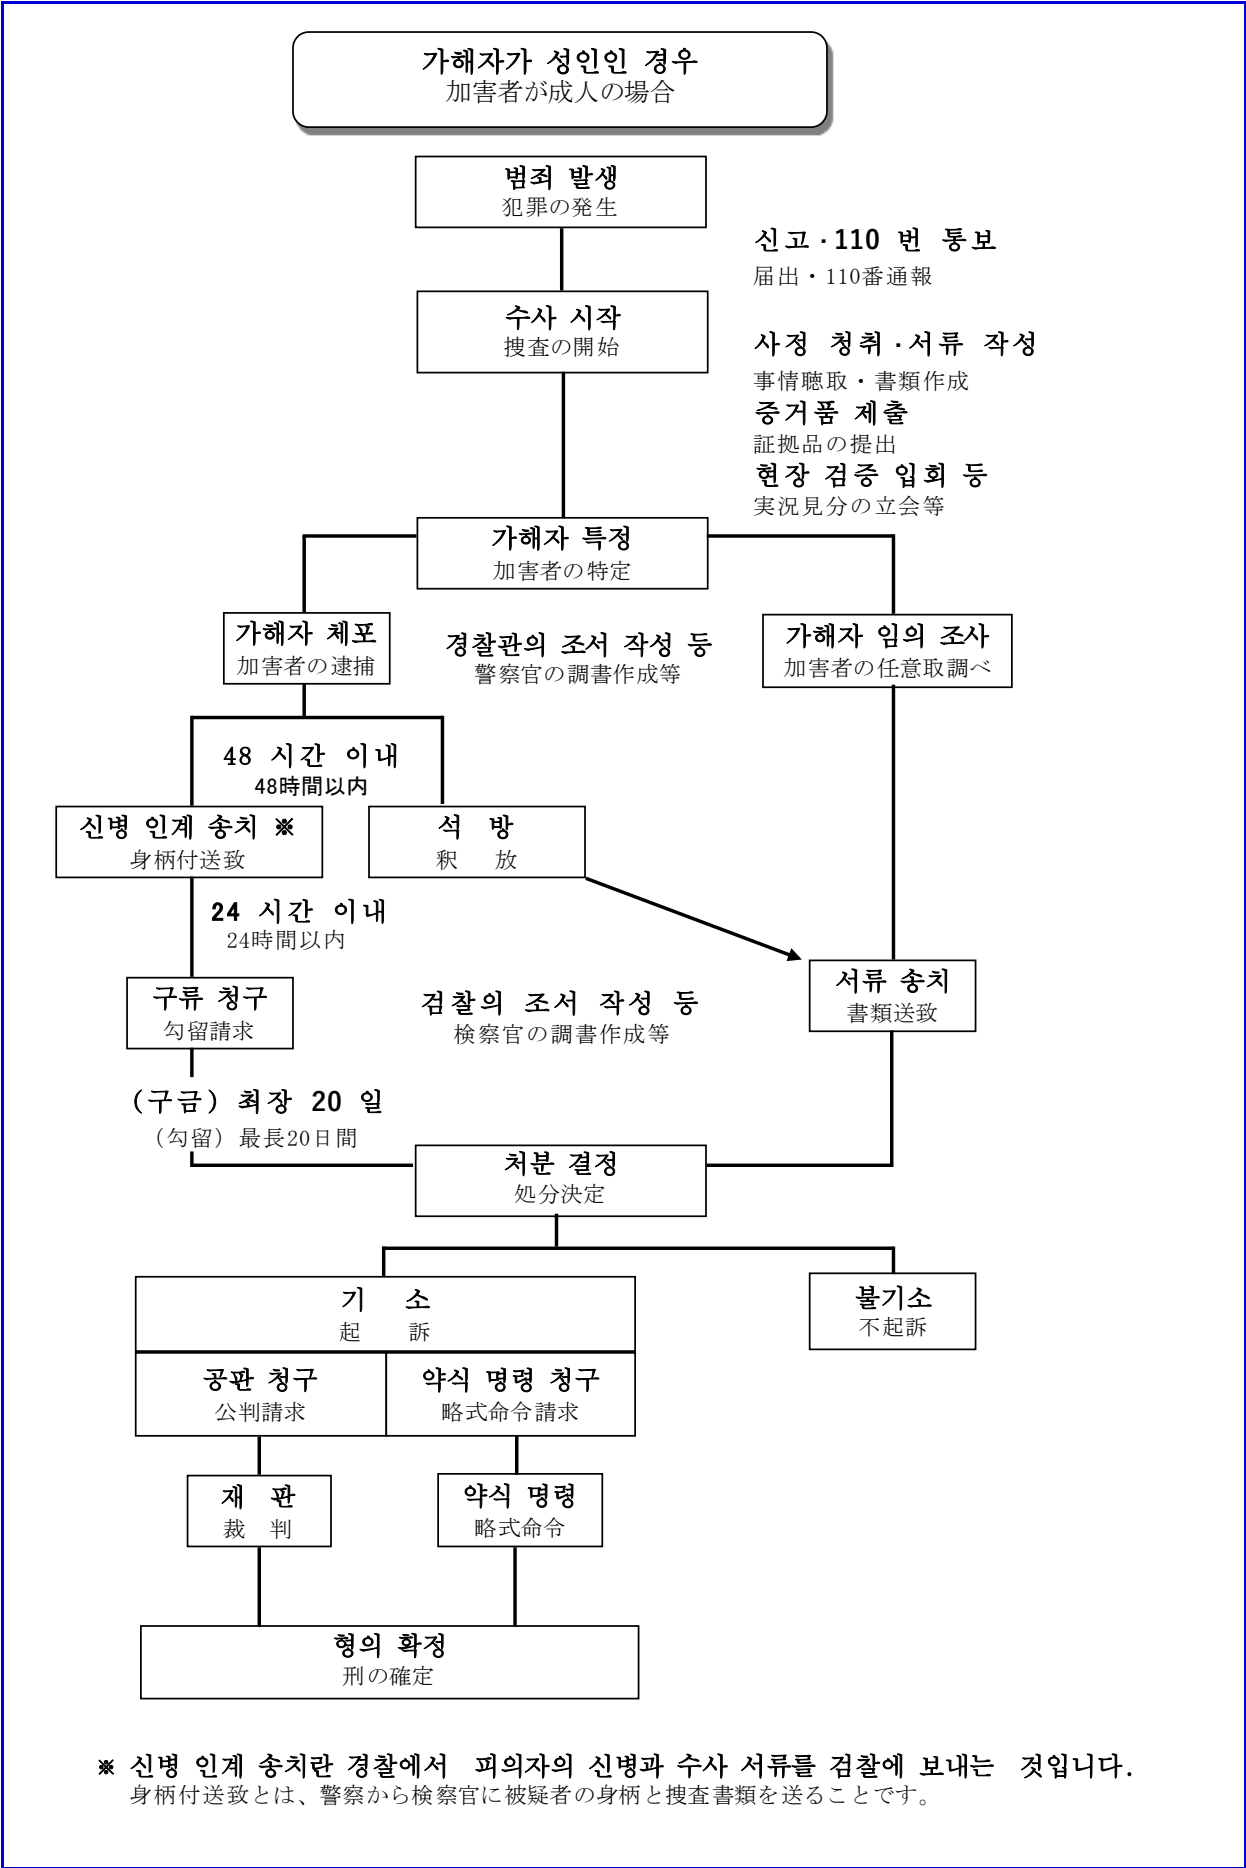 가해자가 성인인 경우
加害者が成人の場合
범죄 발생
犯罪の発生
신고·110 번 통보
届出・110番通報
수사 시작
捜査の開始
사정 청취·서류 작성
事情聴取・書類作成
증거품 제출
証拠品の提出
현장 검증 입회 등
実況見分の立会等
가해자 특정
加害者の特定
가해자 체포
加害者の逮捕
경찰관의 조서 작성 등
警察官の調書作成等
가해자 임의 조사
加害者の任意取調べ
48 시간 이내
48時間以内
신병 인계 송치 ※
身柄付送致
석 방
釈 放
24 시간 이내
24時間以内
구류 청구
勾留請求
검찰의 조서 작성 등
検察官の調書作成等
서류 송치
書類送致
(구금) 최장 20 일
（勾留）最長20日間
처분 결정
処分決定
기 소
起 訴
불기소
不起訴
공판 청구
公判請求
약식 명령 청구
略式命令請求
재 판
裁 判
약식 명령
略式命令
형의 확정
刑の確定
※ 신병 인계 송치란 경찰에서 피의자의 신병과 수사 서류를 검찰에 보내는 것입니다.
身柄付送致とは、警察から検察官に被疑者の身柄と捜査書類を送ることです。